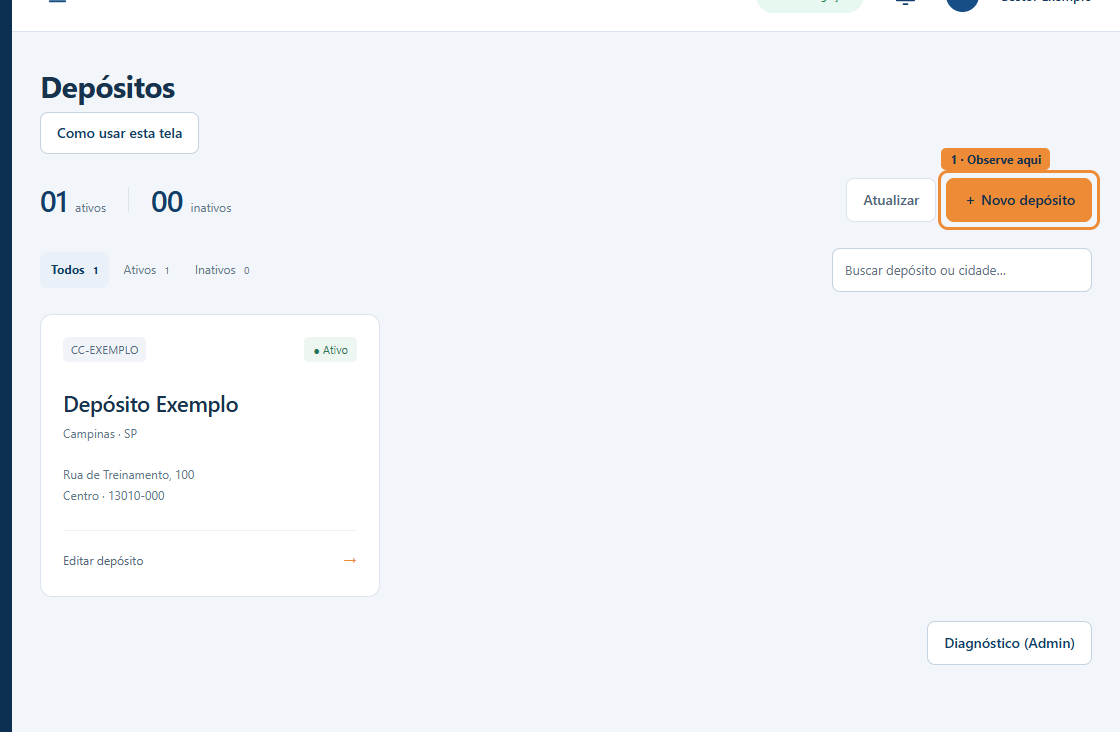 Depósitos
Como usar esta tela
1 · Observe aqui
01 ativos 00 inativos
Atualizar
+ Novo depósito
Todos 1 Ativos 1 Inativos 0
Buscar depósito ou cidade...
CC-EXEMPLO
Ativo
Depósito Exemplo
Campinas · SP
Rua de Treinamento, 100
Centro · 13010-000
Editar depósito →
Diagnóstico (Admin)